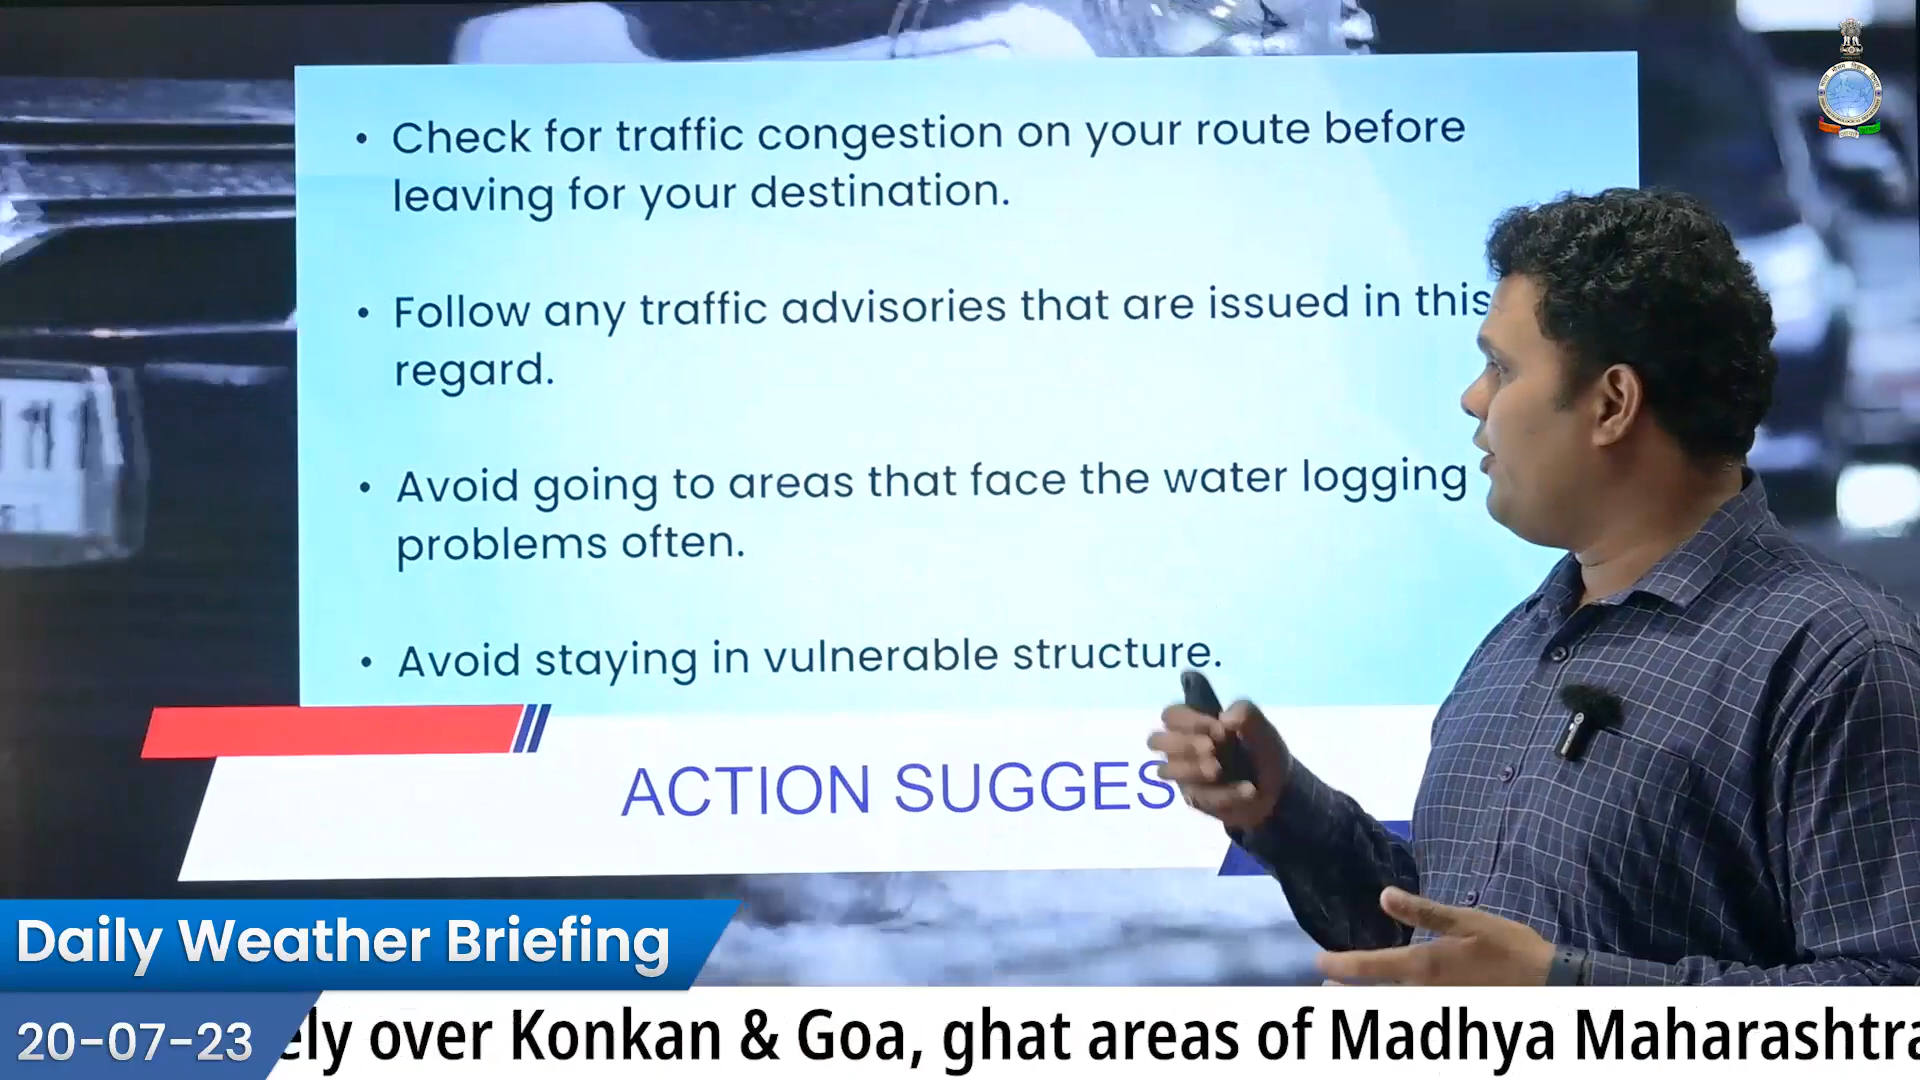 • Check for traffic congestion on your route before
leaving for your destination.
• Follow any traffic advisories that are issued in this
regard.
• Avoid going to areas that face the water logging
problems often.
• Avoid staying in vulnerable structure.
ACTION SUGGES
Daily Weather Briefing
20-07-23
ely over Konkan & Goa, ghat areas of Madhya Maharashtra